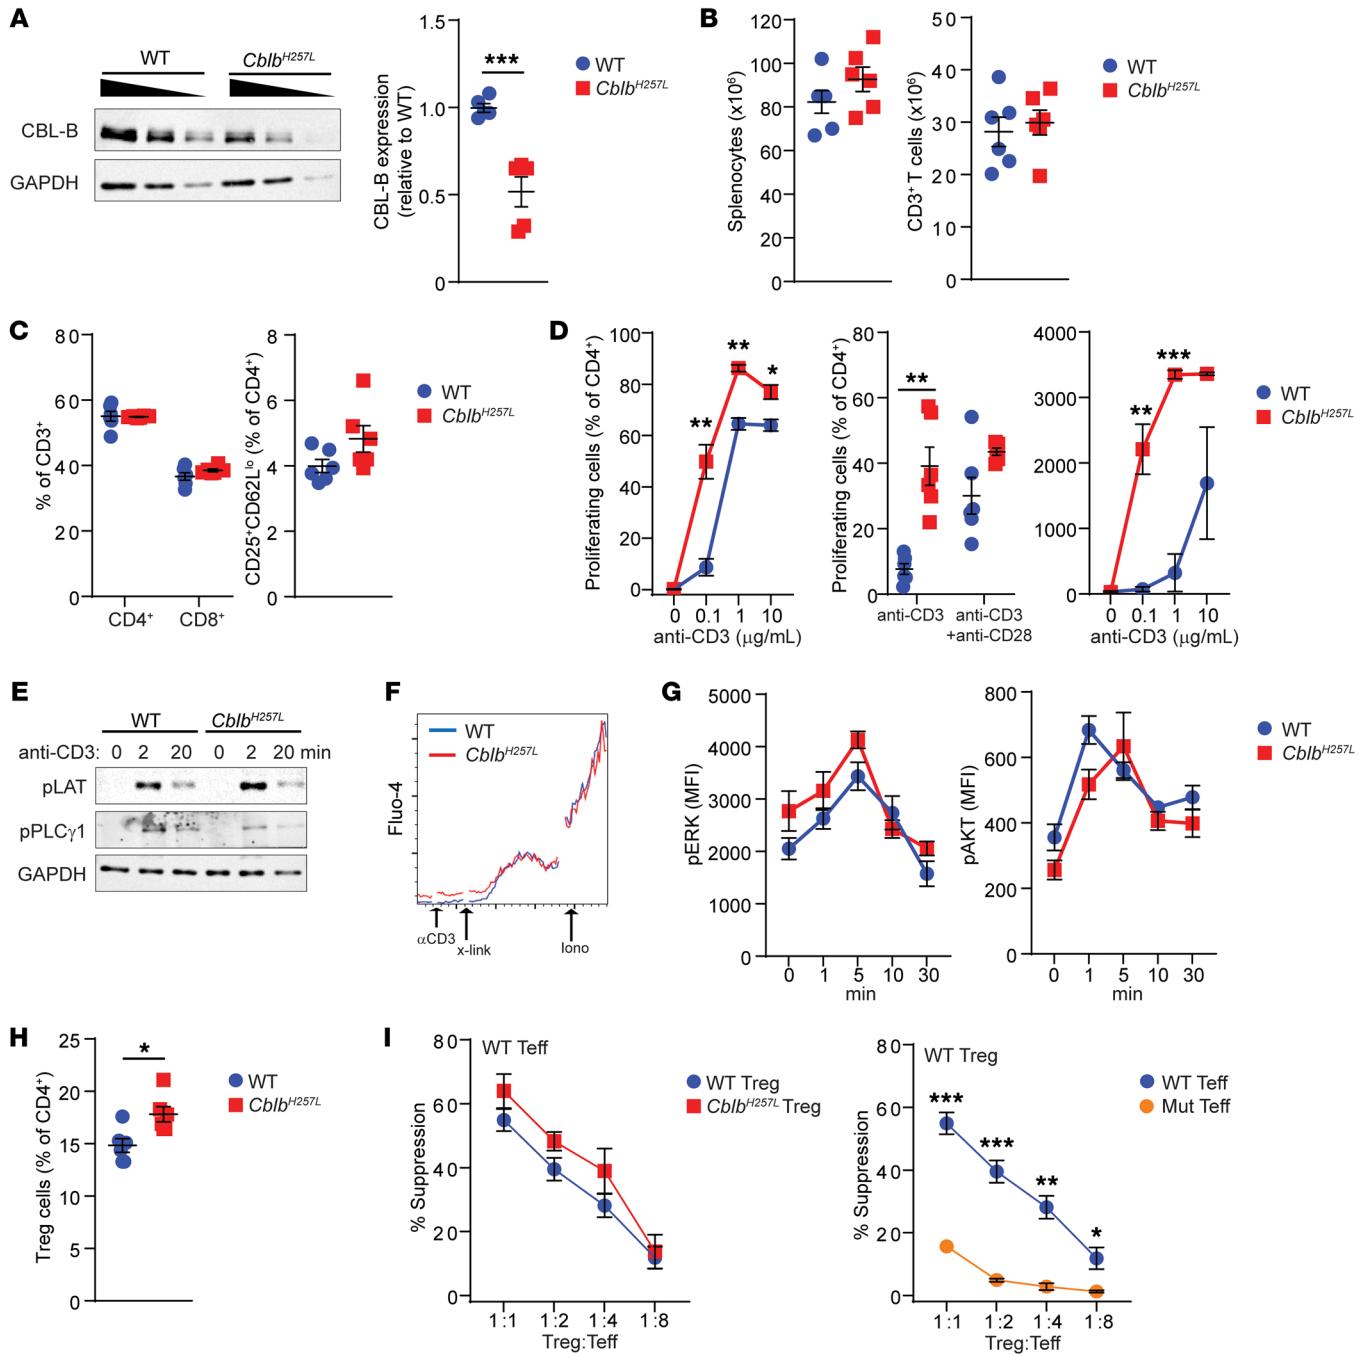 A
WT
Cblb^H257L
CBL-B
GAPDH
CBL-B expression
(relative to WT)
1.5
1.0
0.5
0
***
WT
Cblb^H257L
B
Splenocytes (x10⁶)
120
100
80
60
40
20
0
CD3⁺ T cells (x10⁶)
50
40
30
20
10
0
WT
Cblb^H257L
C
% of CD3⁺
80
60
40
20
0
CD4⁺
CD8⁺
CD25⁺CD62L^lo (% of CD4⁺)
8
6
4
2
0
WT
Cblb^H257L
D
Proliferating cells (% of CD4⁺)
100
80
60
40
20
0
**
**
*
0 0.1 1 10
anti-CD3 (μg/mL)
Proliferating cells (% of CD4⁺)
80
60
40
20
0
**
anti-CD3
anti-CD3
+anti-CD28
4000
3000
2000
1000
0
**
***
0 0.1 1 10
anti-CD3 (μg/mL)
WT
Cblb^H257L
E
WT
Cblb^H257L
anti-CD3: 0 2 20 0 2 20 min
pLAT
pPLCγ1
GAPDH
F
WT
Cblb^H257L
Fluo-4
αCD3
x-link
Iono
G
pERK (MFI)
5000
4000
3000
2000
1000
0
0 1 5 10 30
min
pAKT (MFI)
800
600
400
200
0
0 1 5 10 30
min
WT
Cblb^H257L
H
Treg cells (% of CD4⁺)
25
20
15
10
5
0
*
WT
Cblb^H257L
I
WT Teff
% Suppression
80
60
40
20
0
1:1 1:2 1:4 1:8
Treg:Teff
WT Treg
Cblb^H257L Treg
WT Treg
% Suppression
80
60
40
20
0
***
***
**
*
1:1 1:2 1:4 1:8
Treg:Teff
WT Teff
Mut Teff